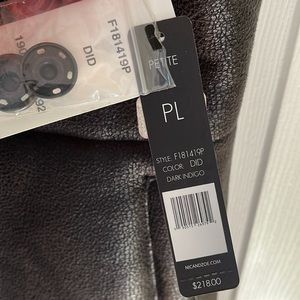 F181419P
DID
PETITE
PL
STYLE F181419P
COLOR DID
DARK INDIGO
NICANDZOE.COM
$218.00